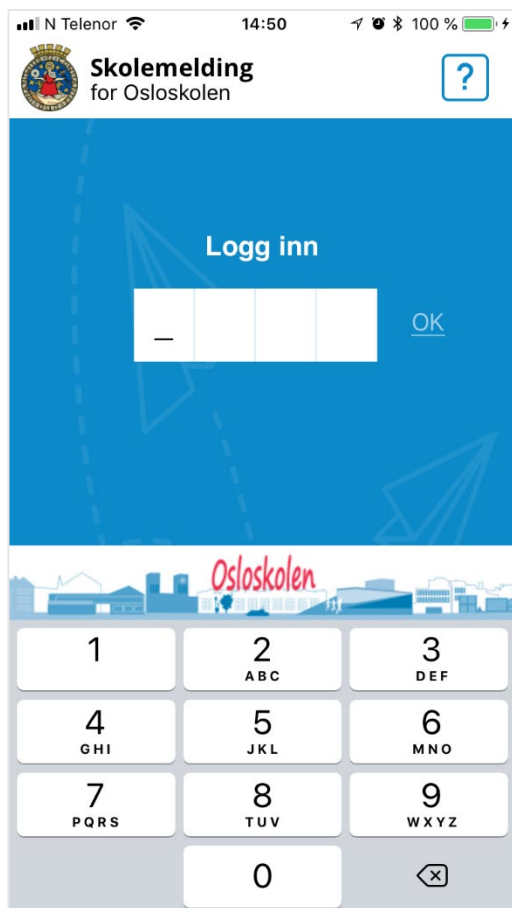 N Telenor 14:50 100 %
Skolemelding
for Osloskolen
?
Logg inn
_
OK
Osloskolen
1 2 3
ABC DEF
4 5 6
GHI JKL MNO
7 8 9
PQRS TUV WXYZ
0